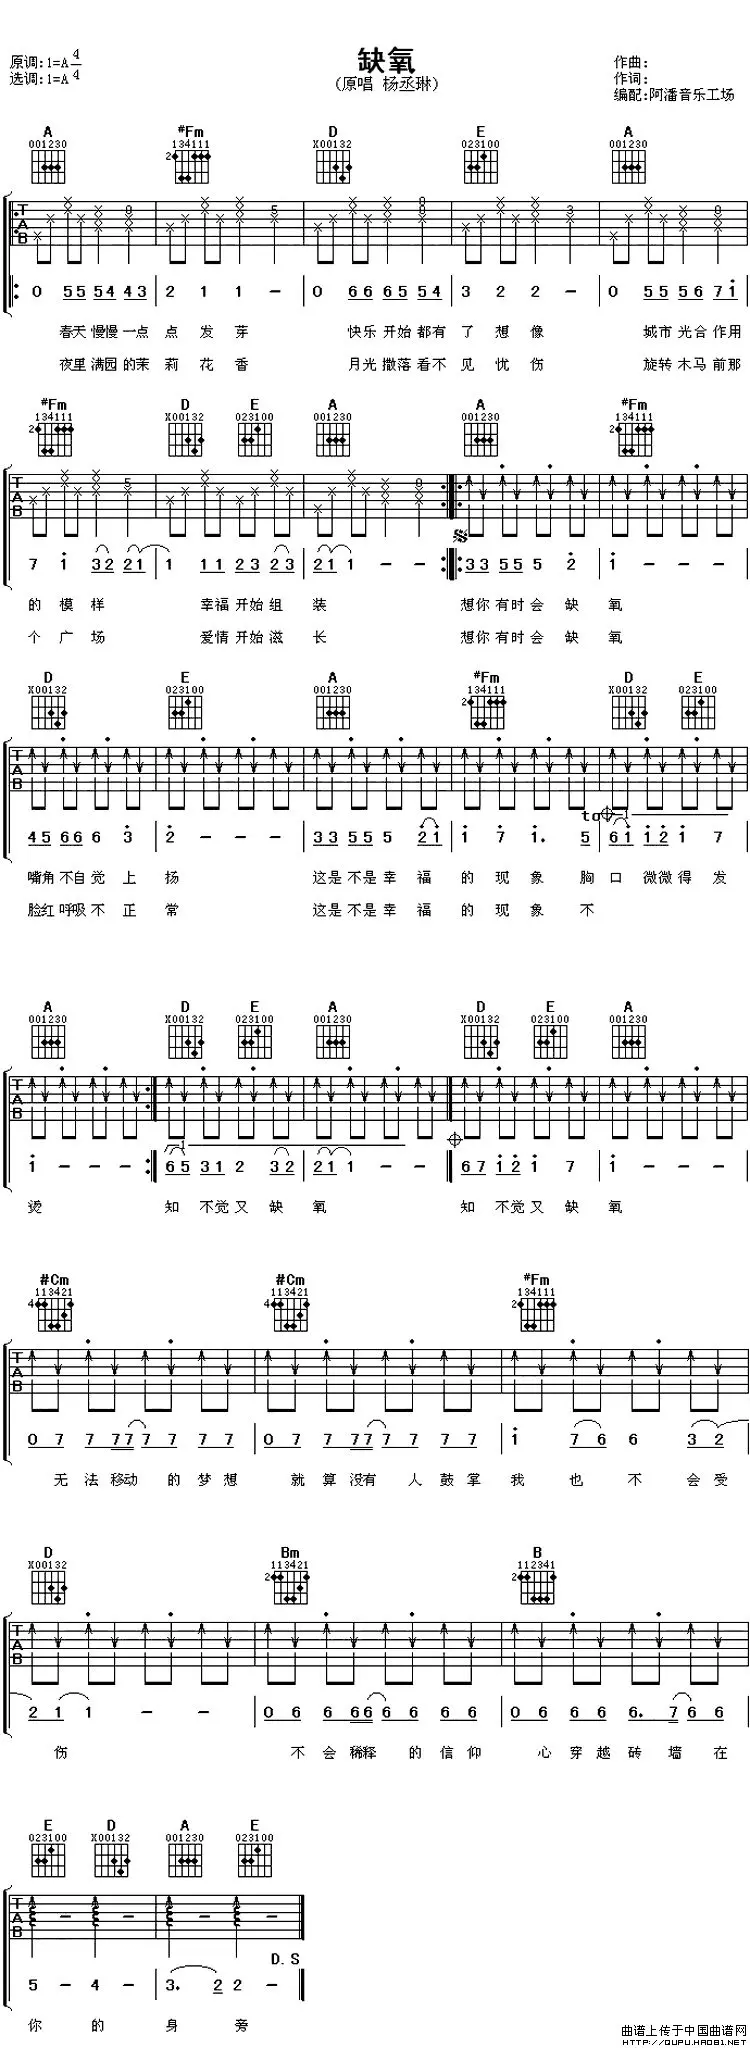 缺氧
(原唱 杨丞琳)
原调:1=A 4/4
选调:1=A
作曲:
作词:
编配:阿潘音乐工场
A #Fm D E A
001230 134111 X00132 023100 001230
0 55 54 43 2 1 1 - 0 66 65 54 3 2 2 - 0 55 56 71
春天 慢慢 一点 点 发 芽 快乐 开始 都有 了 想 像 城市 光合 作用
夜里 满园 的茉 莉 花 香 月光 撒落 看不 见 忧 伤 旋转 木马 前那
#Fm D E A A #Fm
134111 X00132 023100 001230 001230 134111
7 1 32 21 1 11 23 23 21 1 - - 33 55 5 2 1 - - -
的 模 样 幸福 开始 组 装 想你 有时 会 缺 氧
个 广 场 爱情 开始 滋 长 想你 有时 会 缺 氧
D E A #Fm D E
X00132 023100 001230 134111 X00132 023100
to 1
45 66 6 3 2 - - - 33 55 5 21 1 7 1. 5 61 12 1 7
嘴角 不自 觉 上 扬 这是 不是 幸 福 的 现 象 胸 口 微微 得 发
脸红 呼吸 不 正 常 这是 不是 幸 福 的 现 象 不
A D E A D E A
001230 X00132 023100 001230 X00132 023100 001230
1
1 - - - 65 31 2 32 21 1 - - 67 12 1 7 1 - - -
烫 知 不觉 又 缺 氧 知 不觉 又 缺 氧
#Cm #Cm #Fm
113421 113421 134111
0 7 7 77 7 7 7 7 0 7 7 77 7 7 7 7 1 7 6 6 3 2
无 法 移动 的 梦 想 就 算 没有 人 鼓 掌 我 也 不 会 受
D Bm B
X00132 113421 112341
2 1 1 - - 0 6 6 66 6 6 6 6 0 6 6 6 6. 7 6 6
伤 不 会 稀释 的 信 仰 心 穿 越 砖 墙 在
E D A E
023100 X00132 001230 023100
D.S
5 - 4 - 3. 2 2 -
你 的 身 旁
曲谱上传于中国曲谱网
http://QUPU.HAO81.NET